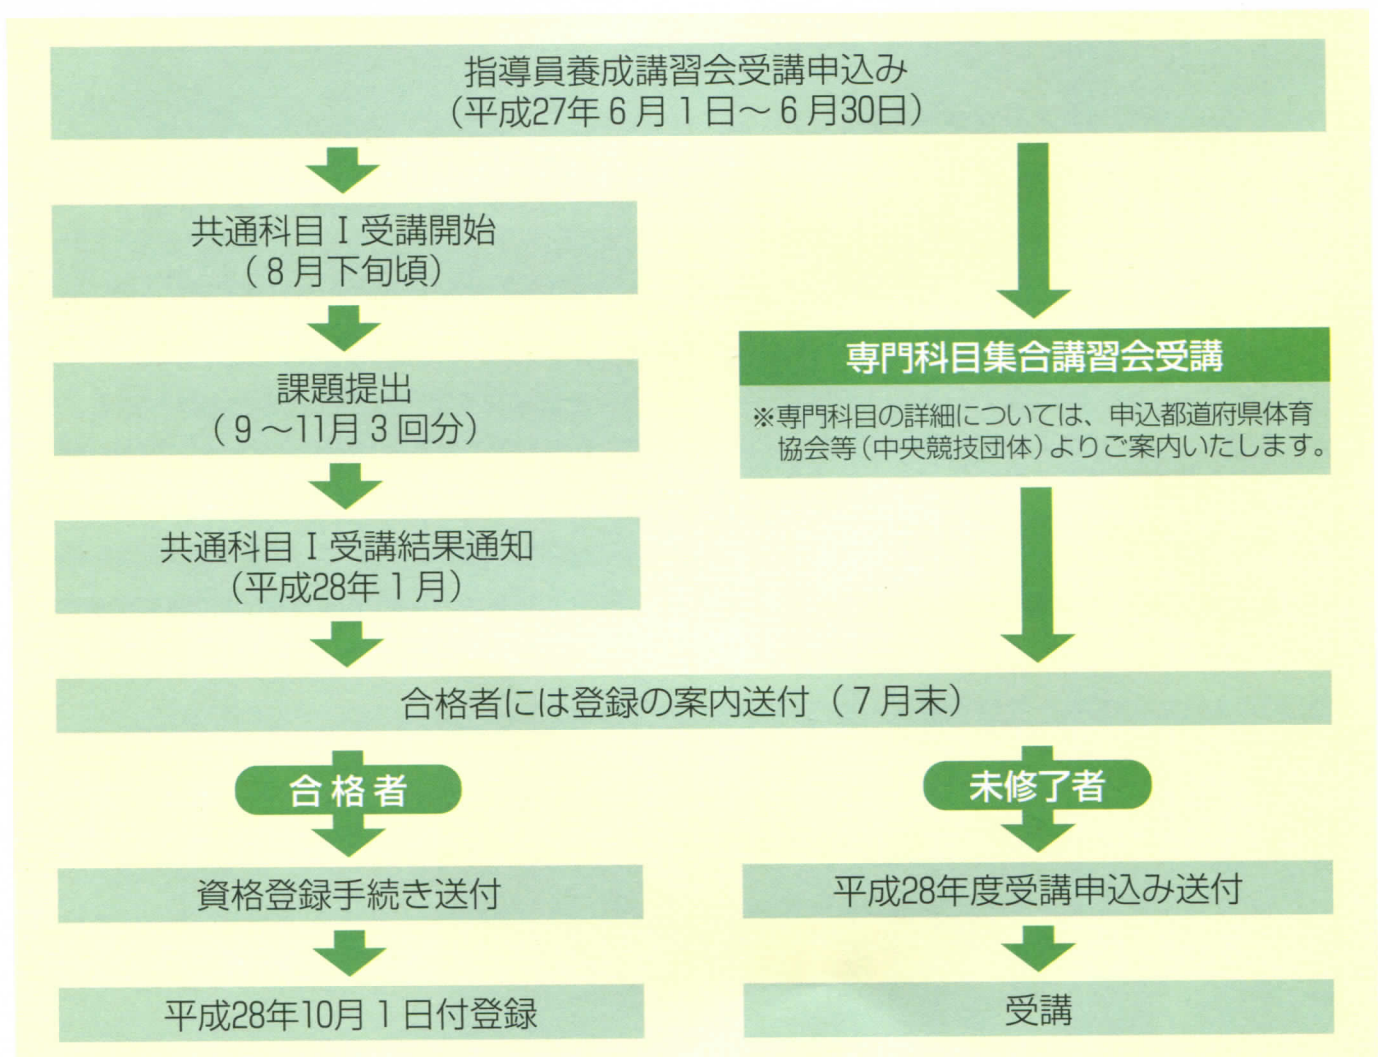 指導員養成講習会受講申込み
（平成27年6月1日～6月30日）
共通科目Ⅰ受講開始
（8月下旬頃）
課題提出
（9～11月3回分）
共通科目Ⅰ受講結果通知
（平成28年1月）
専門科目集合講習会受講
※専門科目の詳細については、申込都道府県体育
協会等（中央競技団体）よりご案内いたします。
合格者には登録の案内送付（7月末）
合格者
資格登録手続き送付
平成28年10月1日付登録
未修了者
平成28年度受講申込み送付
受講